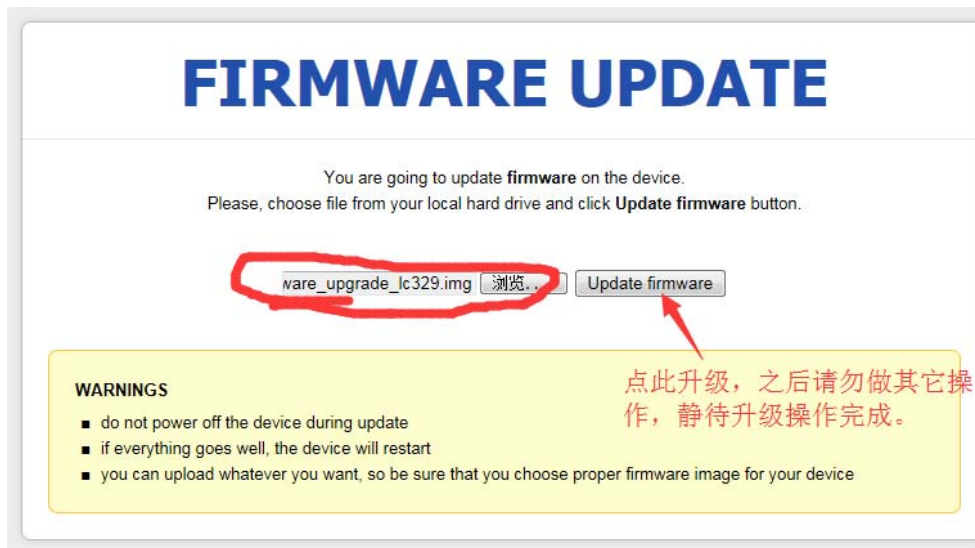 FIRMWARE UPDATE
You are going to update firmware on the device.
Please, choose file from your local hard drive and click Update firmware button.
ware_upgrade_lc329.img 浏览... Update firmware
点此升级，之后请勿做其它操
作，静待升级操作完成。
WARNINGS
▪ do not power off the device during update
▪ if everything goes well, the device will restart
▪ you can upload whatever you want, so be sure that you choose proper firmware image for your device